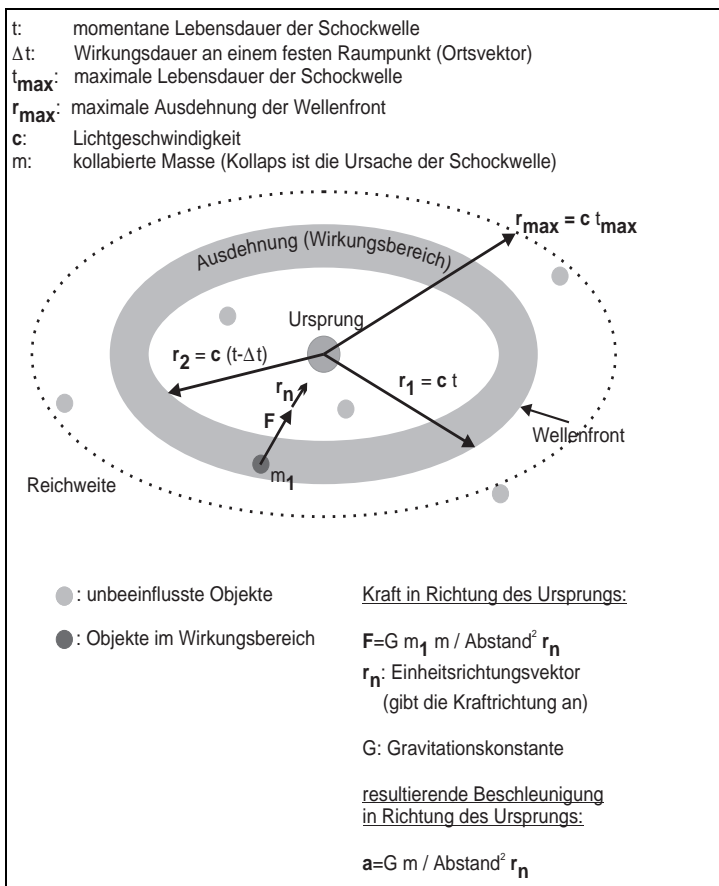 t: momentane Lebensdauer der Schockwelle
Δt: Wirkungsdauer an einem festen Raumpunkt (Ortsvektor)
tmax: maximale Lebensdauer der Schockwelle
rmax: maximale Ausdehnung der Wellenfront
c: Lichtgeschwindigkeit
m: kollabierte Masse (Kollaps ist die Ursache der Schockwelle)
rmax = c tmax
Ausdehnung (Wirkungsbereich)
Ursprung
r2 = c (t-Δt)
rn
r1 = c t
F
Wellenfront
m1
Reichweite
: unbeeinflusste Objekte
: Objekte im Wirkungsbereich
Kraft in Richtung des Ursprungs:
F=G m1 m / Abstand² rn
rn: Einheitsrichtungsvektor
(gibt die Kraftrichtung an)
G: Gravitationskonstante
resultierende Beschleunigung
in Richtung des Ursprungs:
a=G m / Abstand² rn